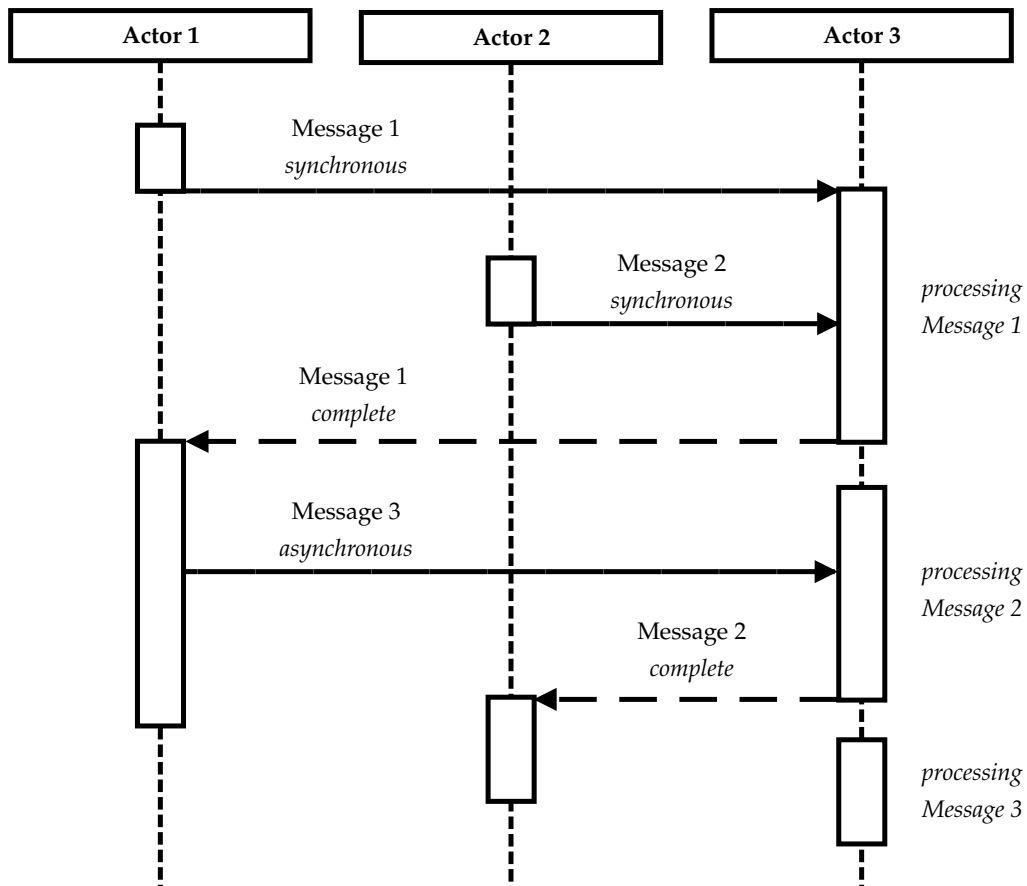 Actor 1
Actor 2
Actor 3
Message 1
synchronous
Message 2
synchronous
processing
Message 1
Message 1
complete
Message 3
asynchronous
processing
Message 2
Message 2
complete
processing
Message 3